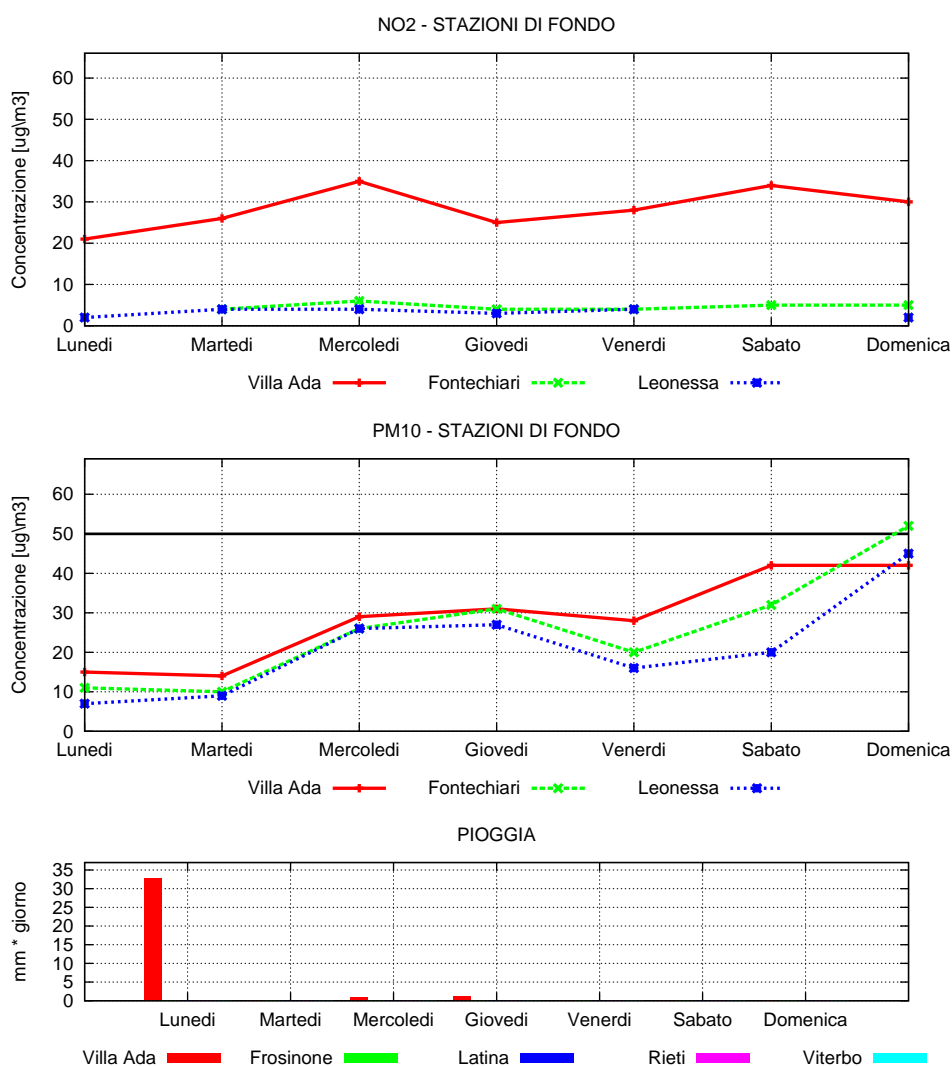 NO2 - STAZIONI DI FONDO
Concentrazione [ug\m3]
60
50
40
30
20
10
0
Lunedi Martedi Mercoledi Giovedi Venerdi Sabato Domenica
Villa Ada Fontechiari Leonessa
PM10 - STAZIONI DI FONDO
Concentrazione [ug\m3]
60
50
40
30
20
10
0
Lunedi Martedi Mercoledi Giovedi Venerdi Sabato Domenica
Villa Ada Fontechiari Leonessa
PIOGGIA
mm * giorno
35
30
25
20
15
10
5
0
Lunedi Martedi Mercoledi Giovedi Venerdi Sabato Domenica
Villa Ada Frosinone Latina Rieti Viterbo